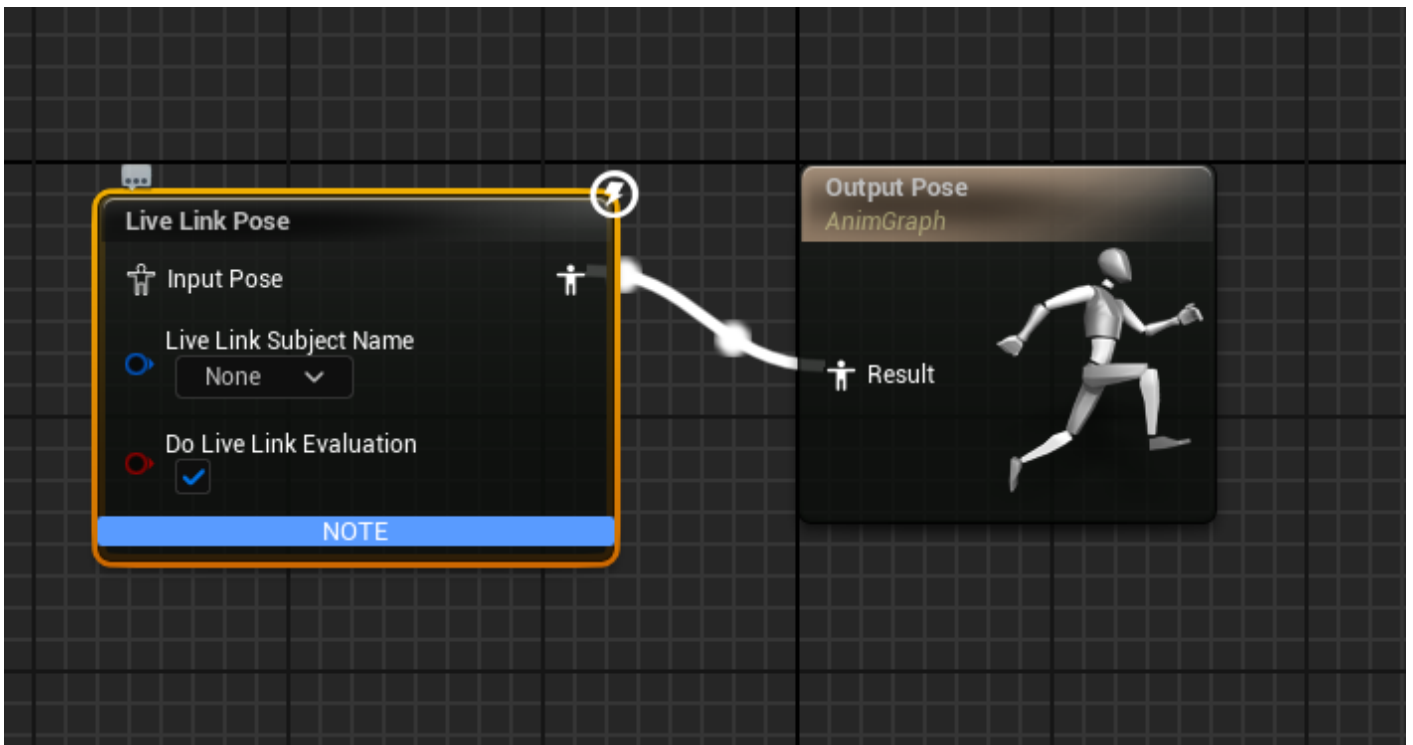 Live Link Pose
Input Pose
Live Link Subject Name
None
Do Live Link Evaluation
NOTE
Output Pose
AnimGraph
Result